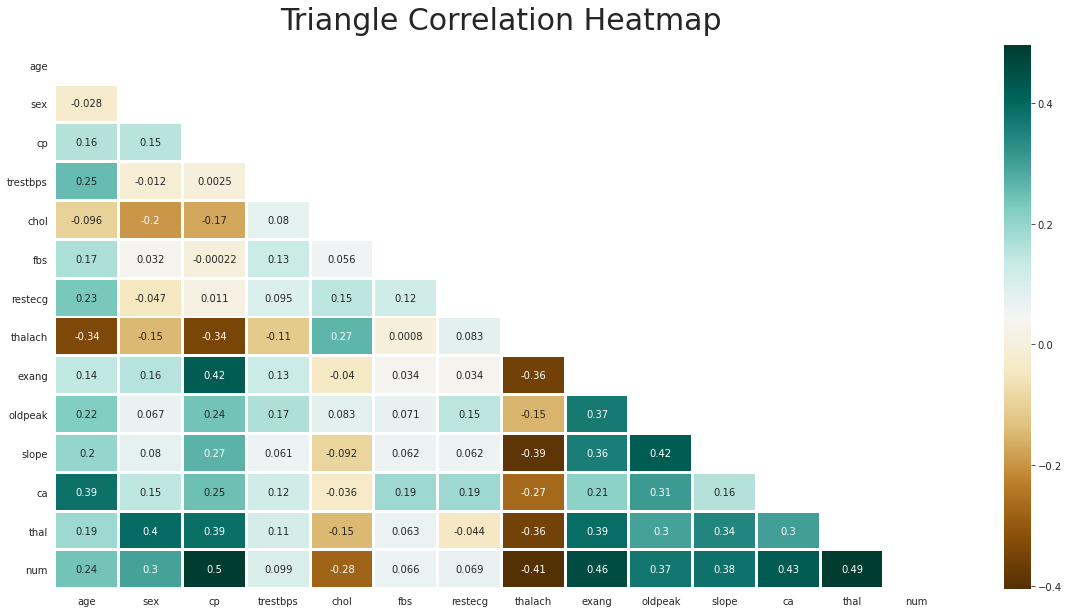 Triangle Correlation Heatmap
age
sex -0.028
cp 0.16 0.15
trestbps 0.25 -0.012 0.0025
chol -0.096 -0.2 -0.17 0.08
fbs 0.17 0.032 -0.00022 0.13 0.056
restecg 0.23 -0.047 0.011 0.095 0.15 0.12
thalach -0.34 -0.15 -0.34 -0.11 0.27 0.0008 0.083
exang 0.14 0.16 0.42 0.13 -0.04 0.034 0.034 -0.36
oldpeak 0.22 0.067 0.24 0.17 0.083 0.071 0.15 -0.15 0.37
slope 0.2 0.08 0.27 0.061 -0.092 0.062 0.062 -0.39 0.36 0.42
ca 0.39 0.15 0.25 0.12 -0.036 0.19 0.19 -0.27 0.21 0.31 0.16
thal 0.19 0.4 0.39 0.11 -0.15 0.063 -0.044 -0.36 0.39 0.3 0.34 0.3
num 0.24 0.3 0.5 0.099 -0.28 0.066 0.069 -0.41 0.46 0.37 0.38 0.43 0.49
age sex cp trestbps chol fbs restecg thalach exang oldpeak slope ca thal num
0.4
0.2
0.0
−0.2
−0.4